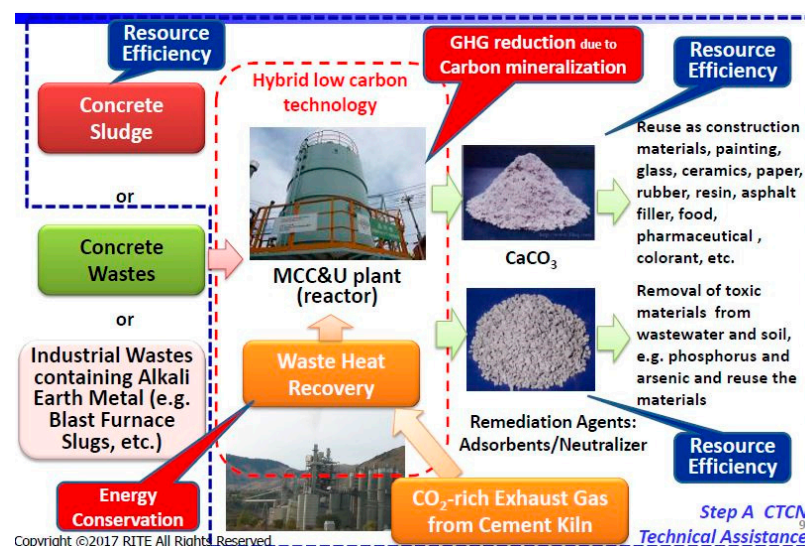 Resource
Efficiency
Concrete
Sludge
or
Concrete
Wastes
or
Industrial Wastes
containing Alkali
Earth Metal (e.g.
Blast Furnace
Slugs, etc.)
Energy
Conservation
Hybrid low carbon
technology
MCC&U plant
(reactor)
Waste Heat
Recovery
CO₂-rich Exhaust Gas
from Cement Kiln
GHG reduction due to
Carbon mineralization
CaCO₃
Remediation Agents:
Adsorbents/Neutralizer
Resource
Efficiency
Reuse as construction
materials, painting,
glass, ceramics, paper,
rubber, resin, asphalt
filler, food,
pharmaceutical ,
colorant, etc.
Removal of toxic
materials from
wastewater and soil,
e.g. phosphorus and
arsenic and reuse the
materials
Resource
Efficiency
Step A CTCN
9
Technical Assistance
Copyright ©2017 RITE All Rights Reserved